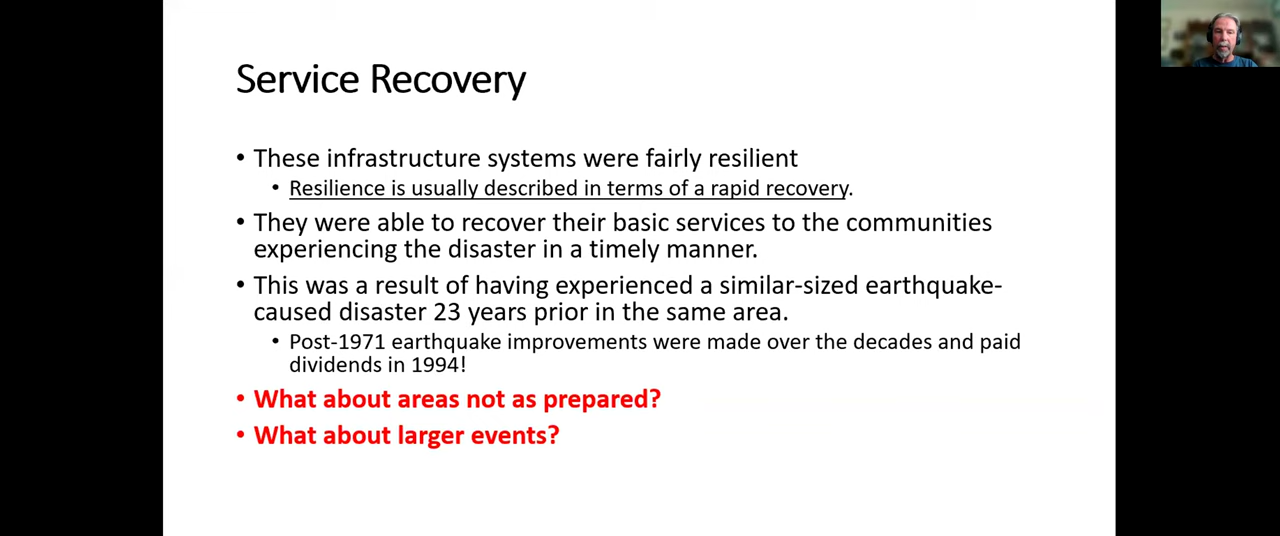 Service Recovery
• These infrastructure systems were fairly resilient
• Resilience is usually described in terms of a rapid recovery.
• They were able to recover their basic services to the communities
experiencing the disaster in a timely manner.
• This was a result of having experienced a similar-sized earthquake-
caused disaster 23 years prior in the same area.
• Post-1971 earthquake improvements were made over the decades and paid
dividends in 1994!
• What about areas not as prepared?
• What about larger events?